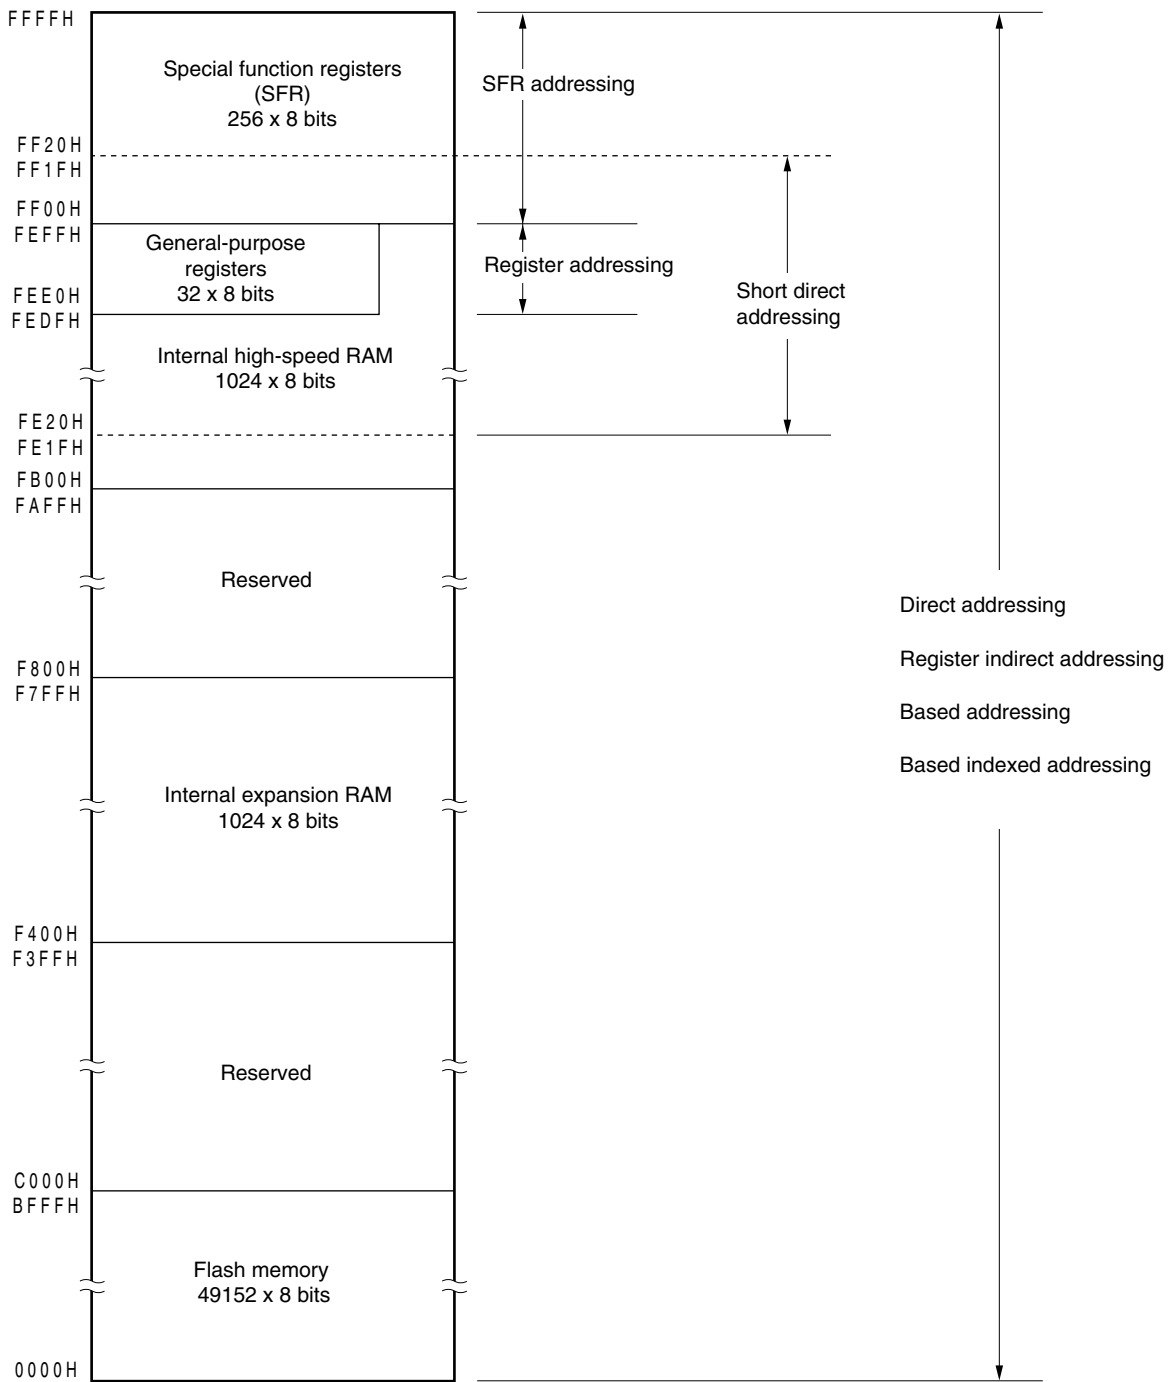 FFFFH
Special function registers
(SFR)
256 x 8 bits
SFR addressing
FF20H
FF1FH
FF00H
FEFFH
General-purpose
registers
32 x 8 bits
Register addressing
Short direct
addressing
FEE0H
FEDFH
Internal high-speed RAM
1024 x 8 bits
FE20H
FE1FH
FB00H
FAFFH
Reserved
Direct addressing
Register indirect addressing
Based addressing
Based indexed addressing
F800H
F7FFH
Internal expansion RAM
1024 x 8 bits
F400H
F3FFH
Reserved
C000H
BFFFH
Flash memory
49152 x 8 bits
0000H